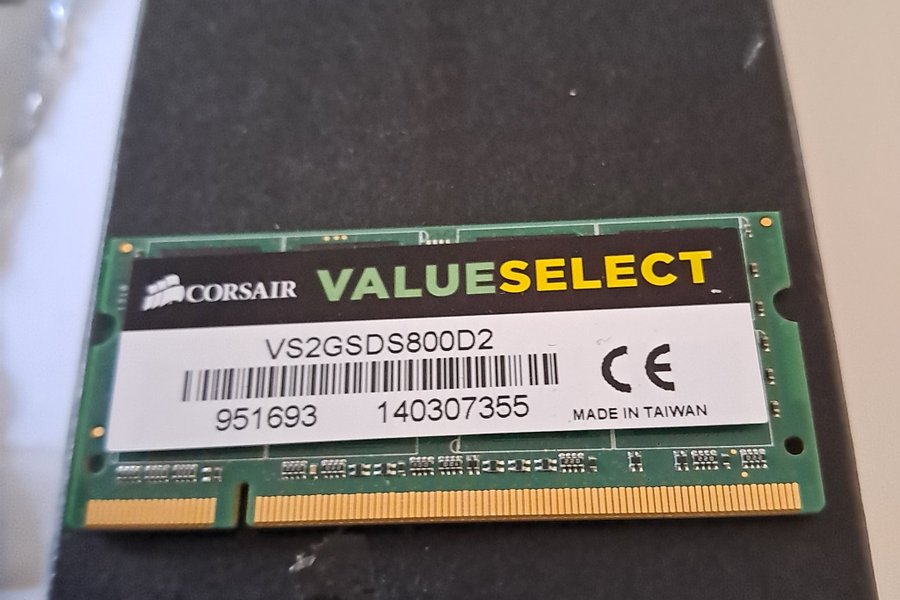 CORSAIR VALUESELECT
VS2GSDS800D2
951693 140307355
CE
MADE IN TAIWAN